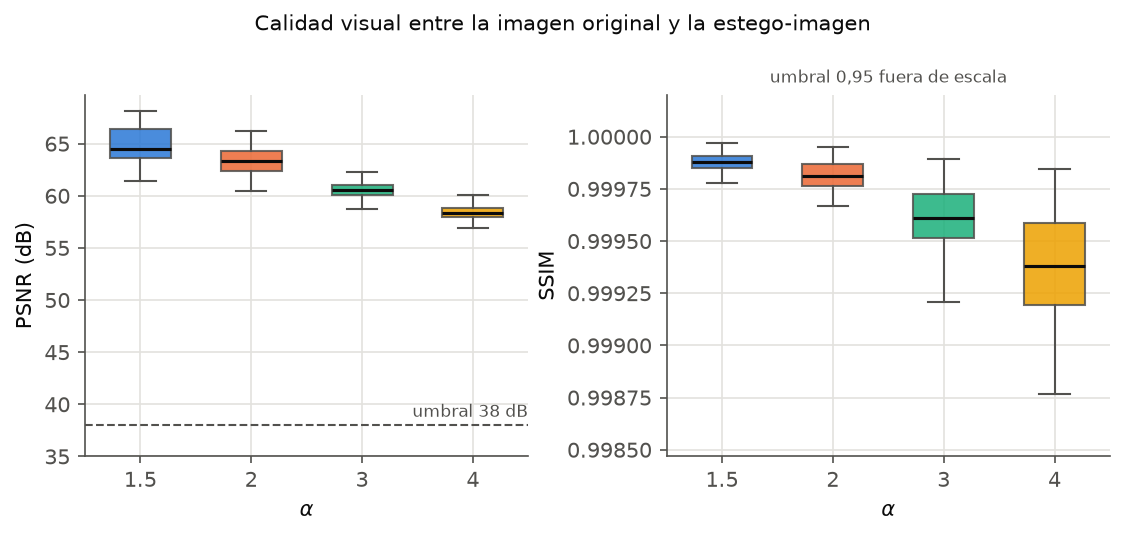 Calidad visual entre la imagen original y la estego-imagen
PSNR (dB)
65
60
55
50
45
40
35
umbral 38 dB
1.5 2 3 4
α
umbral 0,95 fuera de escala
SSIM
1.00000
0.99975
0.99950
0.99925
0.99900
0.99875
0.99850
1.5 2 3 4
α